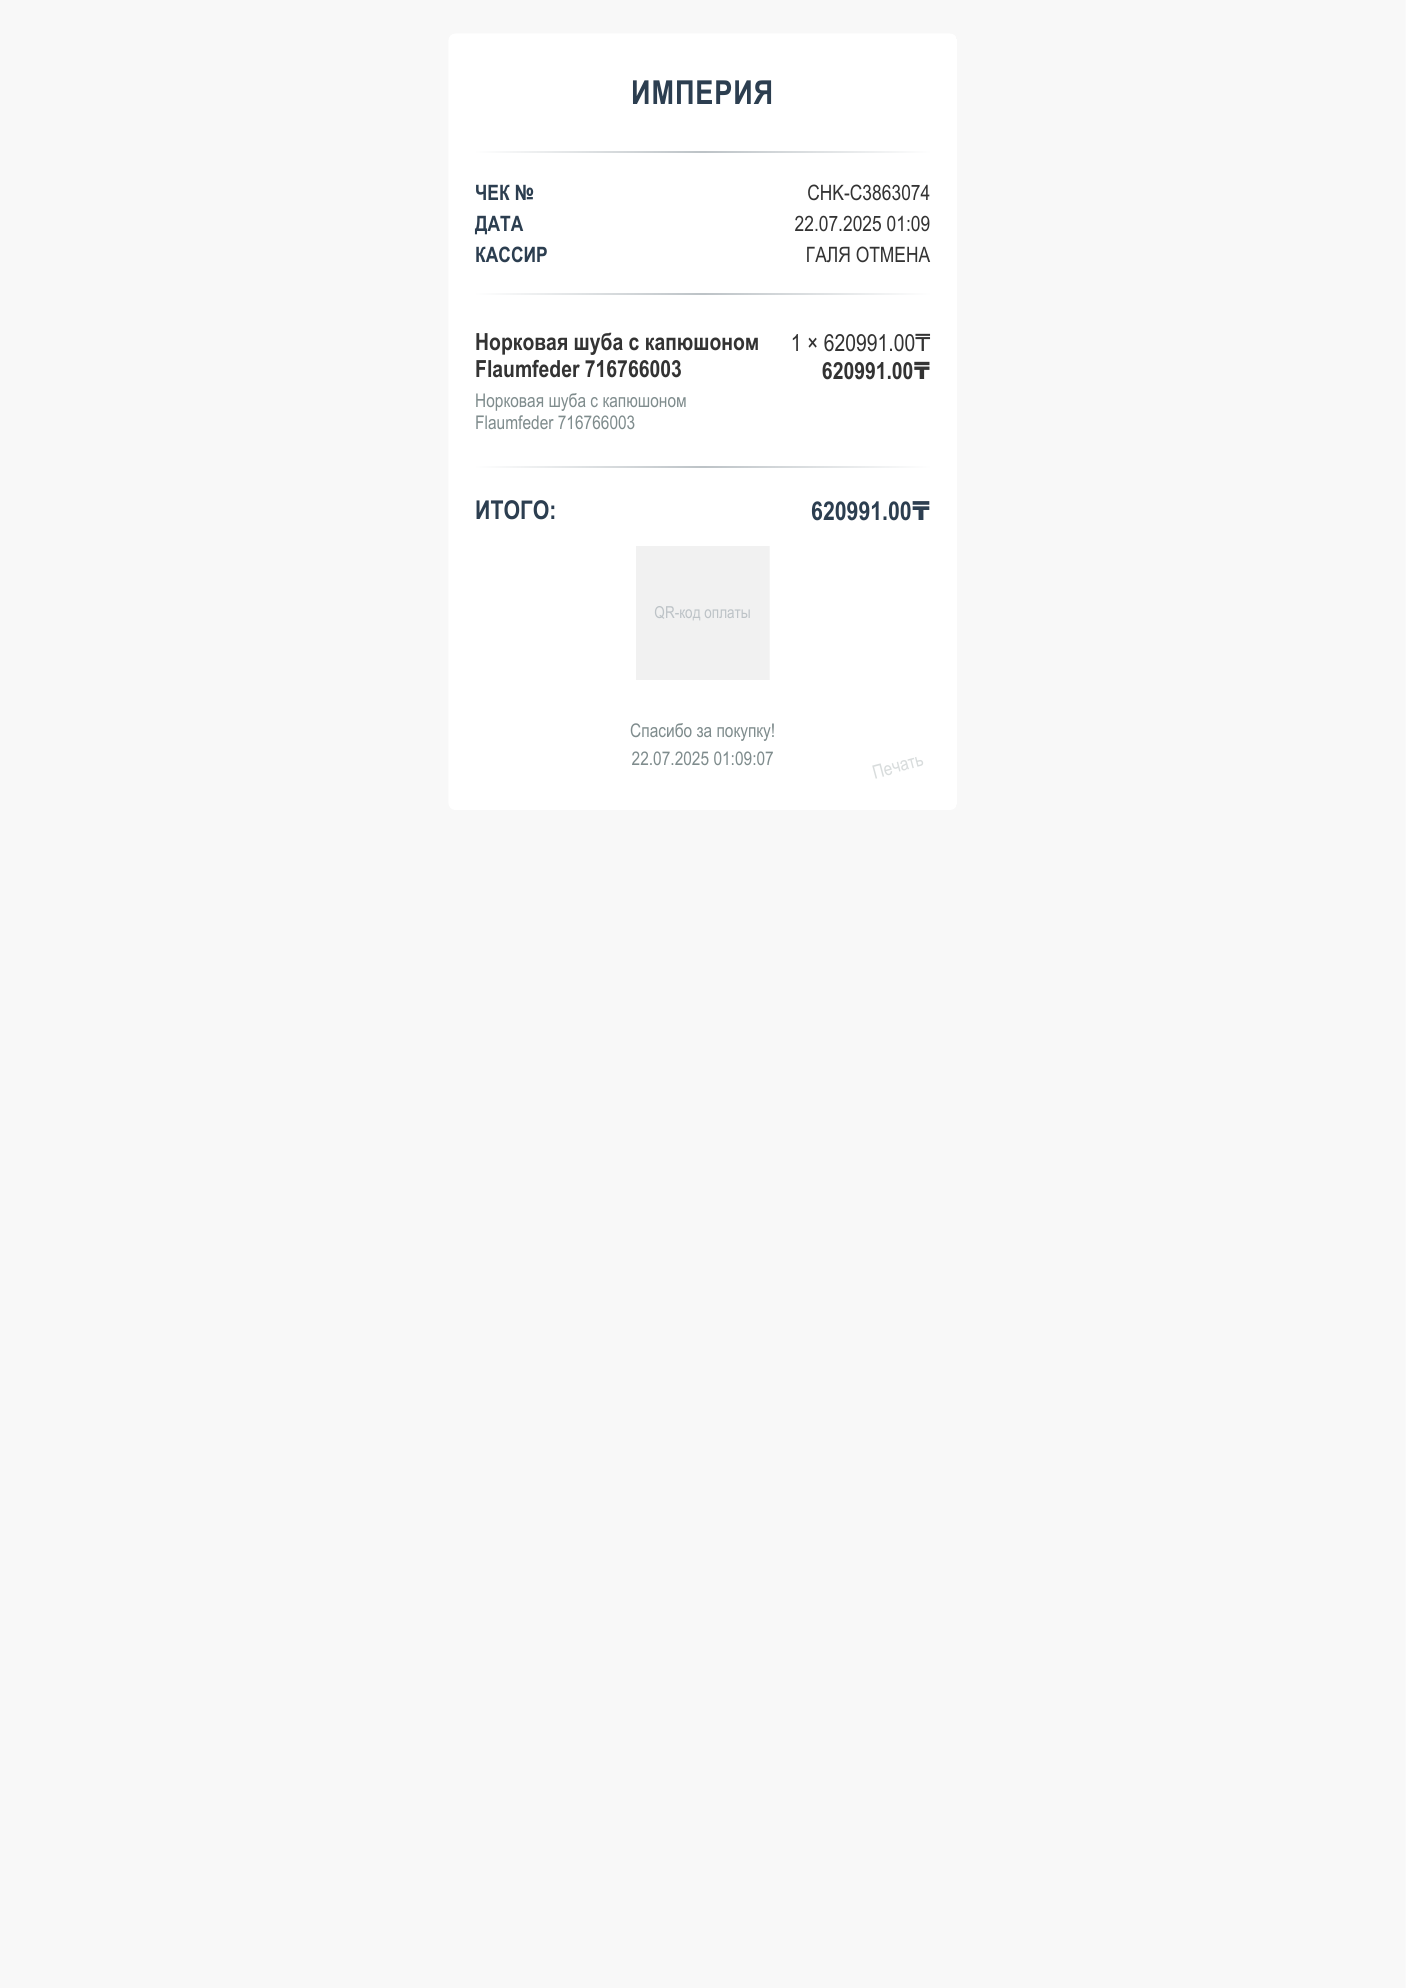 ИМПЕРИЯ
ЧЕК № CHK-C3863074
ДАТА 22.07.2025 01:09
КАССИР ГАЛЯ ОТМЕНА
Норковая шуба с капюшоном 1 × 620991.00₸
Flaumfeder 716766003 620991.00₸
Норковая шуба с капюшоном
Flaumfeder 716766003
ИТОГО: 620991.00₸
QR-код оплаты
Спасибо за покупку!
22.07.2025 01:09:07
Печать